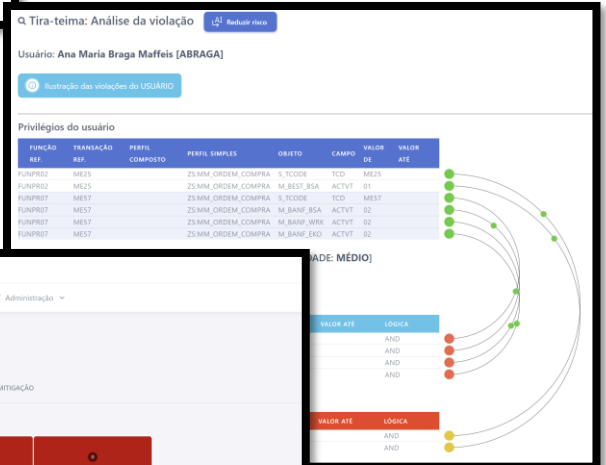 Tira-teima: Análise da violação
AI Reduzir risco
Usuário: Ana Maria Braga Maffeis [ABRAGA]
Ilustração das violações do USUÁRIO
Privilégios do usuário
FUNÇÃO REF. TRANSAÇÃO REF. PERFIL COMPOSTO PERFIL SIMPLES OBJETO CAMPO VALOR DE VALOR ATÉ
FUNPR02 ME25 ZS:MM_ORDEM_COMPRA S_TCODE TCD ME25
FUNPR02 ME25 ZS:MM_ORDEM_COMPRA M_BEST_BSA ACTVT 01
FUNPR07 ME57 ZS:MM_ORDEM_COMPRA S_TCODE TCD ME57
FUNPR07 ME57 ZS:MM_ORDEM_COMPRA M_BANF_BSA ACTVT 02
FUNPR07 ME57 ZS:MM_ORDEM_COMPRA M_BANF_WRK ACTVT 02
FUNPR07 ME57 ZS:MM_ORDEM_COMPRA M_BANF_EKO ACTVT 02
DADE: MÉDIO]
Administração
VALOR ATÉ LÓGICA
AND
AND
AND
AND
MITIGAÇÃO
VALOR ATÉ LÓGICA
AND
AND